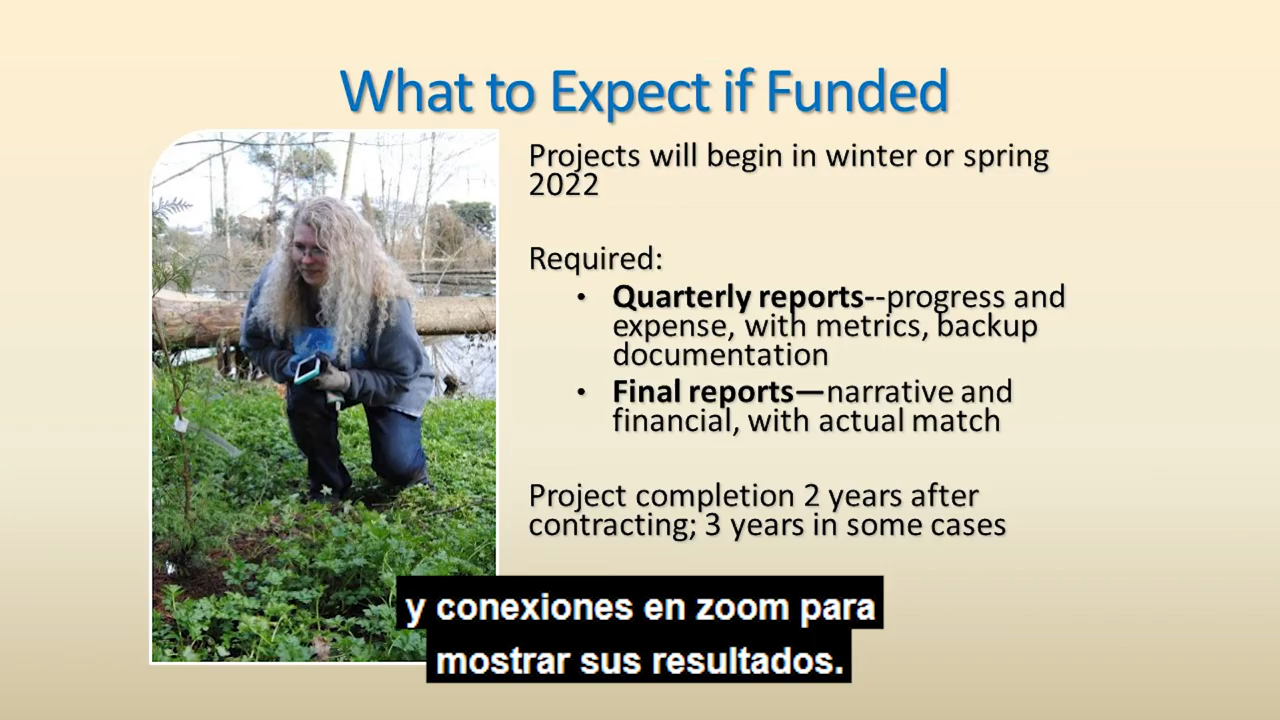 What to Expect if Funded
Projects will begin in winter or spring
2022
Required:
• Quarterly reports--progress and
expense, with metrics, backup
documentation
• Final reports—narrative and
financial, with actual match
Project completion 2 years after
contracting; 3 years in some cases
y conexiones en zoom para
mostrar sus resultados.